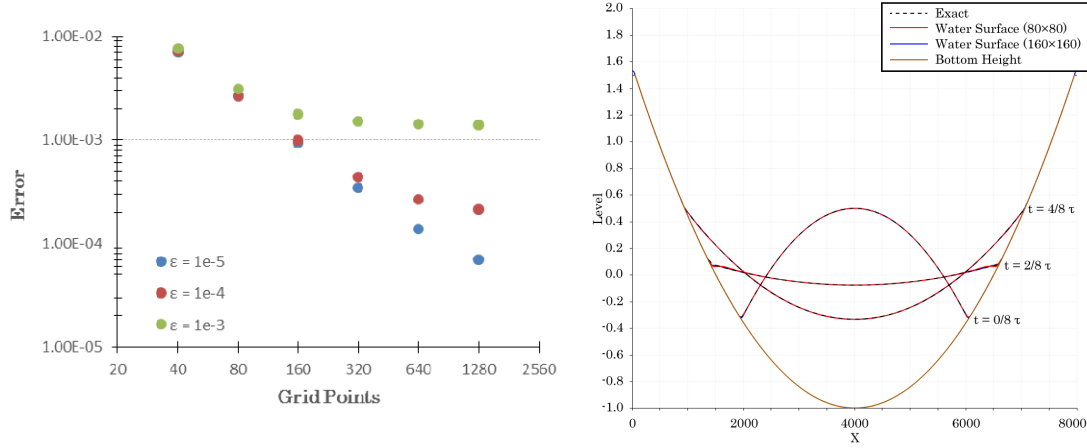 1.00E-02
1.00E-03
1.00E-04
1.00E-05
Error
ε = 1e-5
ε = 1e-4
ε = 1e-3
20 40 80 160 320 640 1280 2560
Grid Points
Exact
Water Surface (80×80)
Water Surface (160×160)
Bottom Height
2.0
1.8
1.6
1.4
1.2
1.0
0.8
0.6
0.4
0.2
0.0
-0.2
-0.4
-0.6
-0.8
-1.0
Level
t = 4/8 τ
t = 2/8 τ
t = 0/8 τ
0 2000 4000 6000 8000
X